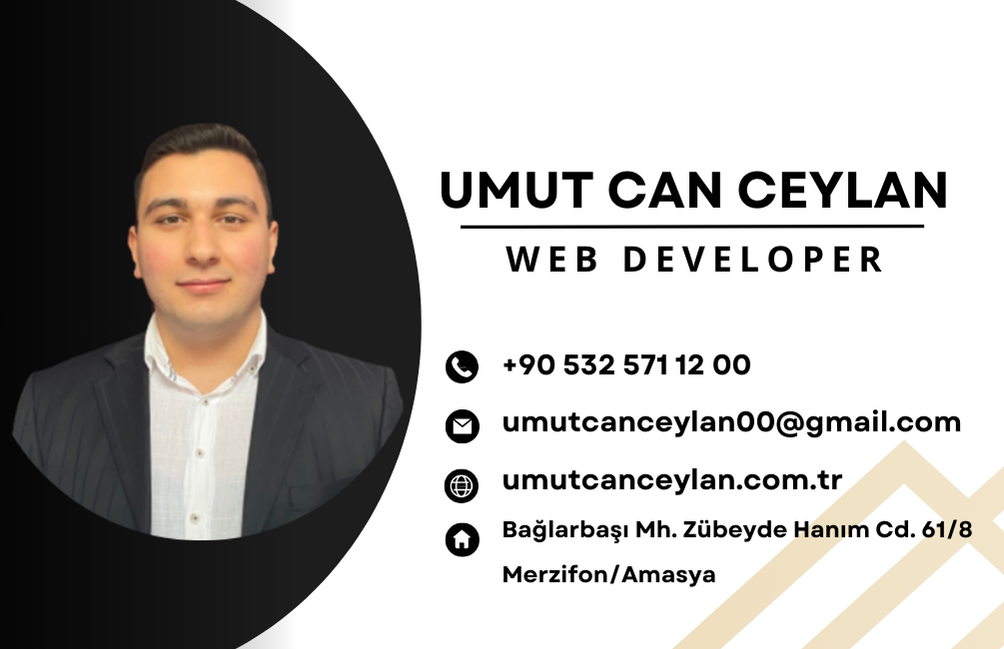 UMUT CAN CEYLAN
WEB DEVELOPER
+90 532 571 12 00
umutcanceylan00@gmail.com
umutcanceylan.com.tr
Bağlarbaşı Mh. Zübeyde Hanım Cd. 61/8
Merzifon/Amasya